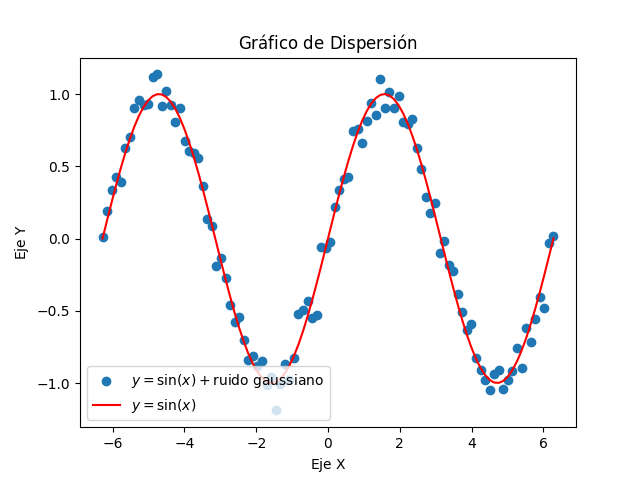 Gráfico de Dispersión
Eje Y
1.0
0.5
0.0
−0.5
−1.0
y = sin(x) + ruido gaussiano
y = sin(x)
−6 −4 −2 0 2 4 6
Eje X